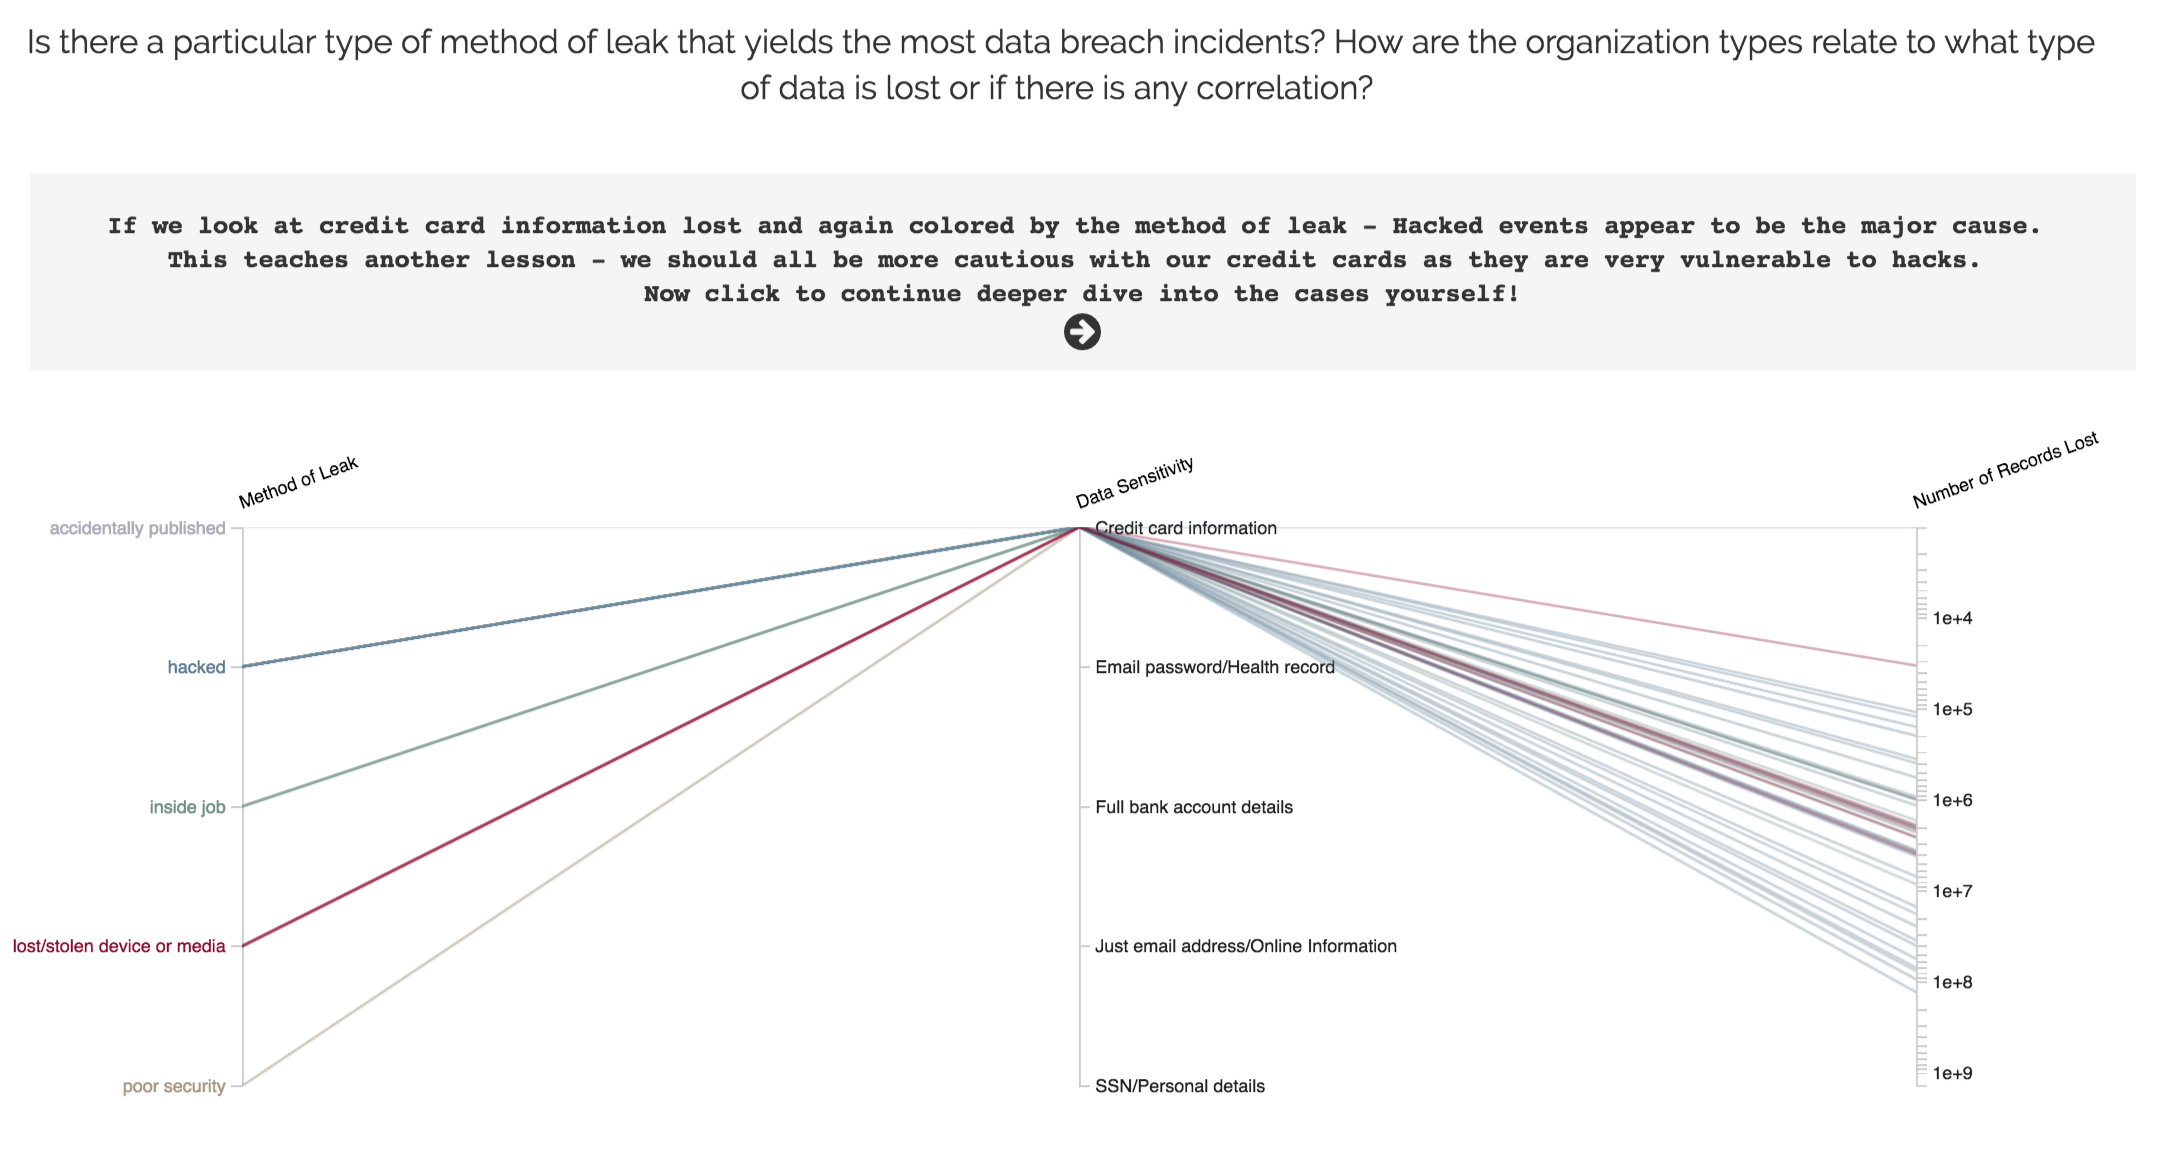 Is there a particular type of method of leak that yields the most data breach incidents? How are the organization types relate to what type
of data is lost or if there is any correlation?
If we look at credit card information lost and again colored by the method of leak - Hacked events appear to be the major cause.
This teaches another lesson - we should all be more cautious with our credit cards as they are very vulnerable to hacks.
Now click to continue deeper dive into the cases yourself!
Method of Leak
accidentally published
hacked
inside job
lost/stolen device or media
poor security
Data Sensitivity
Credit card information
Email password/Health record
Full bank account details
Just email address/Online Information
SSN/Personal details
Number of Records Lost
1e+4
1e+5
1e+6
1e+7
1e+8
1e+9